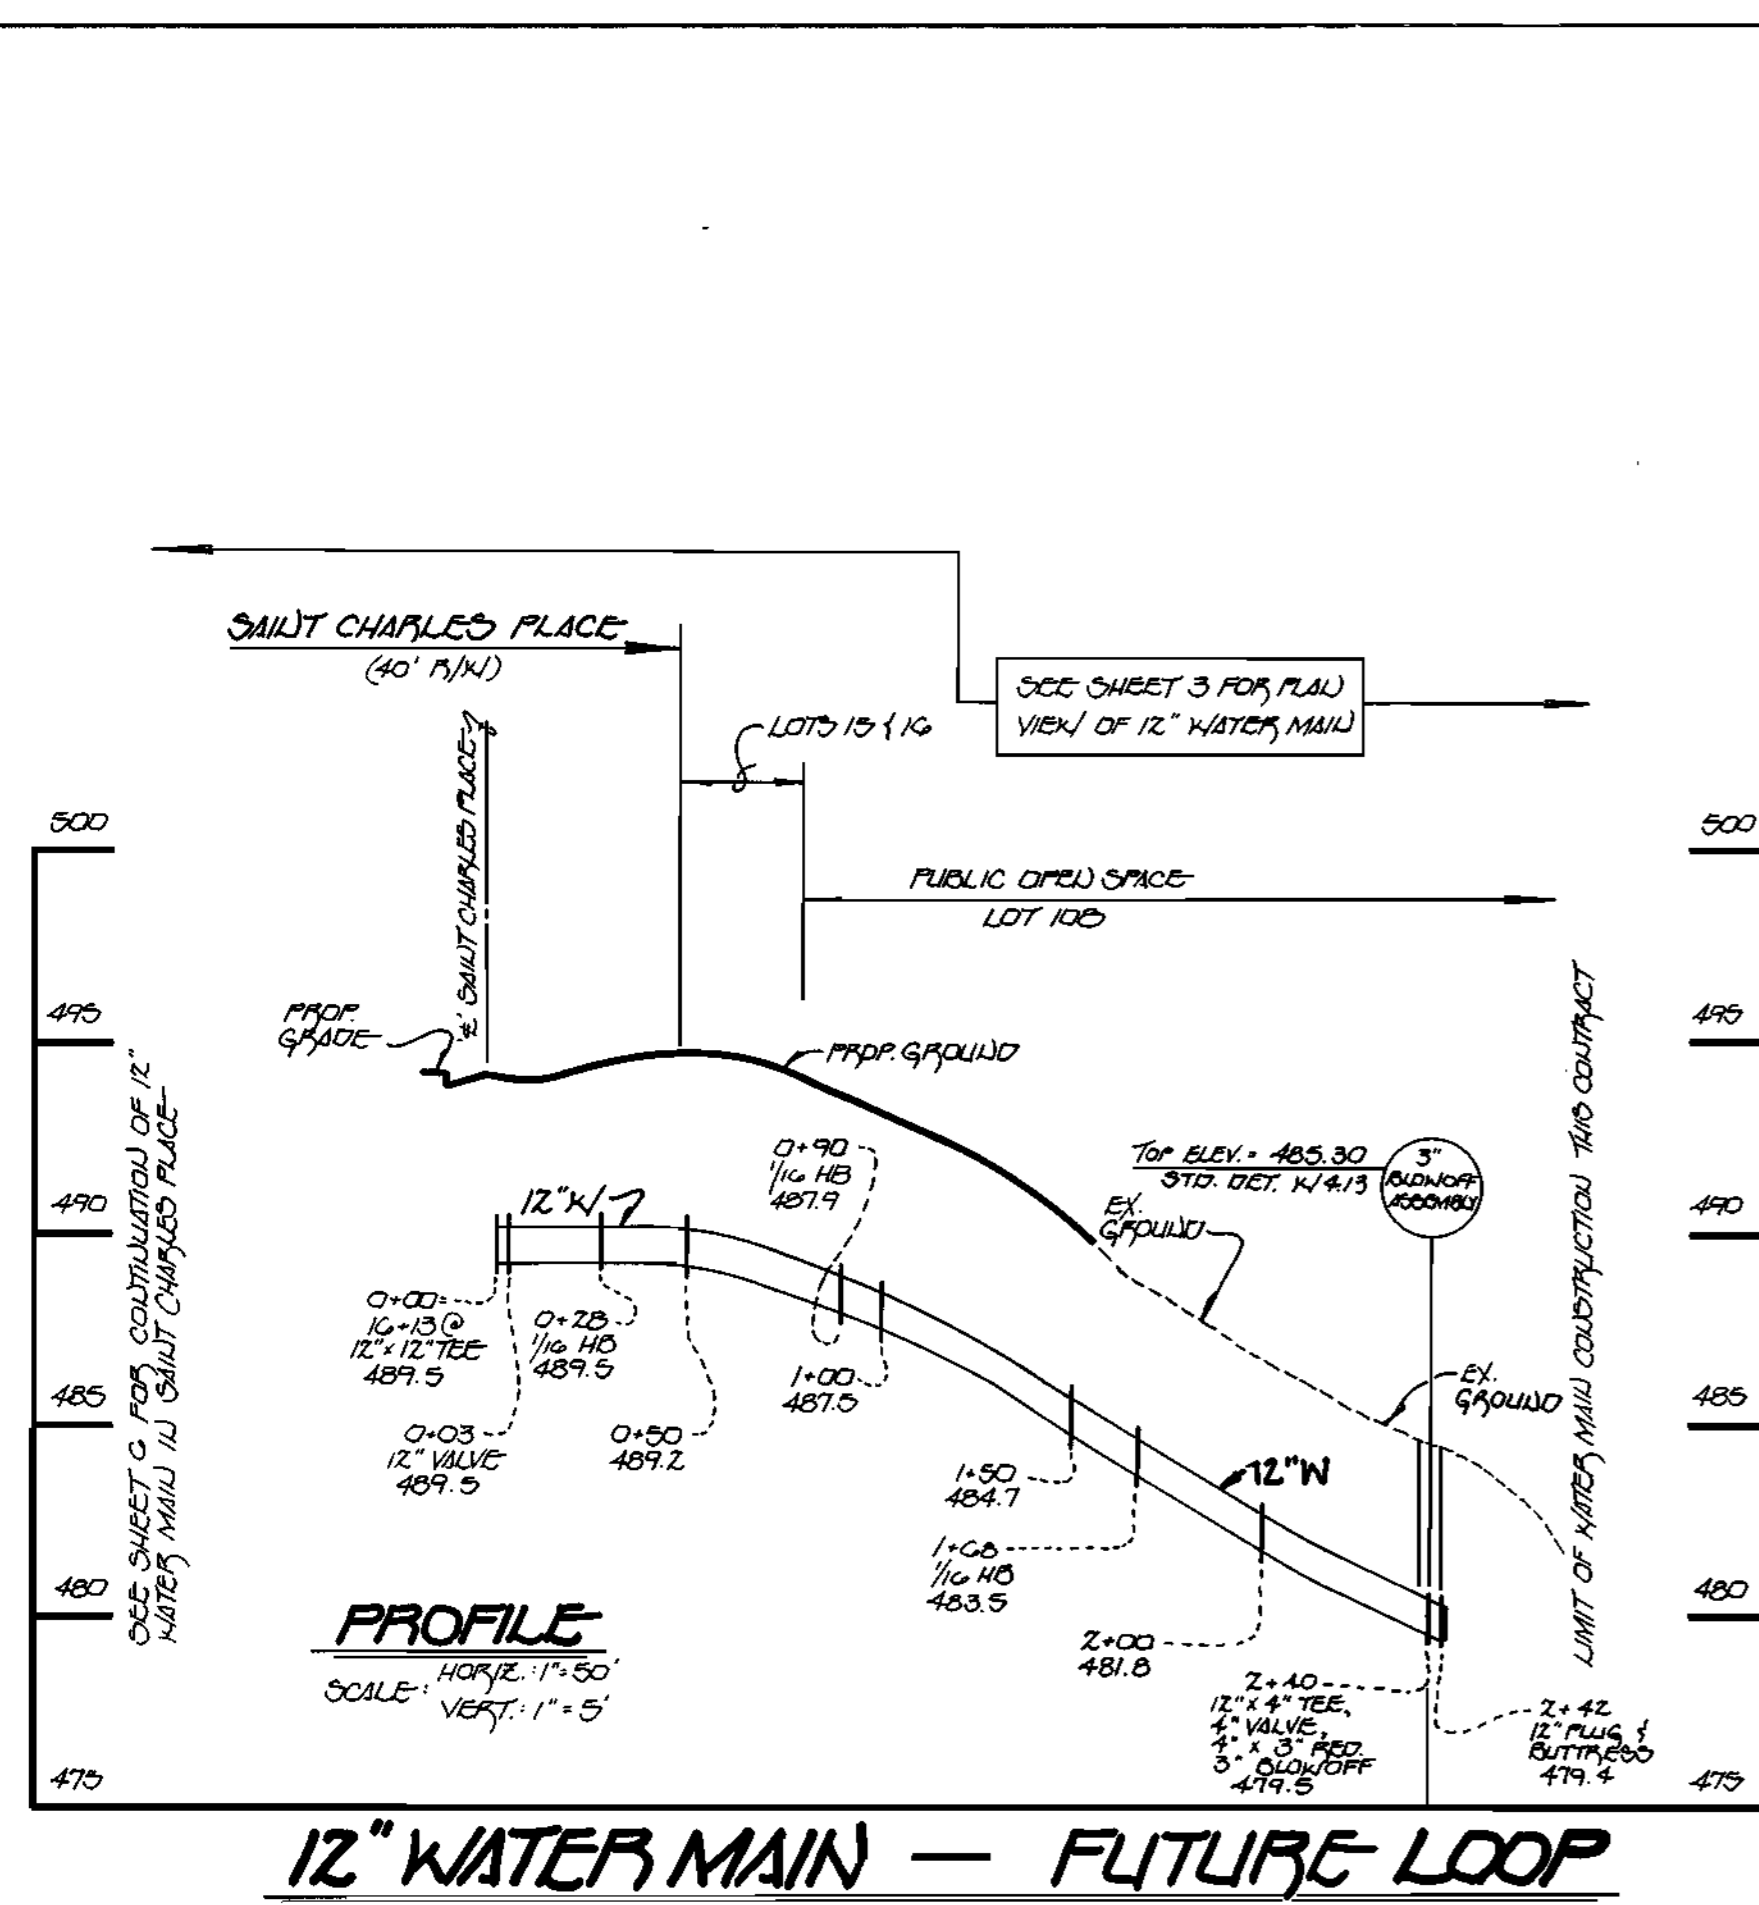 SAINT CHARLES PLACE
(40' R/W)
SEE SHEET 3 FOR PLAN
VIEW OF 12" WATER MAIN
LOTS 15 & 16
℄ SAINT CHARLES PLACE
PUBLIC OPEN SPACE
LOT 108
500
495
490
485
480
475
500
495
490
485
480
475
SEE SHEET 6 FOR CONTINUATION OF 12"
WATER MAIN IN SAINT CHARLES PLACE
PROP.
GRADE
PROP. GROUND
12"W
0+90
1/16 HB
487.9
TOP ELEV. = 485.30
STD. DET. W/4.13
3"
BLOWOFF
ASSEMBLY
EX.
GROUND
0+00=
16+13 @
12" x 12" TEE
489.5
0+28
1/16 HB
489.5
0+03
12" VALVE
489.5
0+50
489.2
1+00
487.5
EX.
GROUND
12"W
1+50
484.7
1+68
1/16 HB
483.5
2+00
481.8
2+40
12" x 4" TEE,
4" VALVE,
4" x 3" RED.
3" BLOWOFF
479.5
2+42
12" PLUG &
BUTTRESS
479.4
LIMIT OF WATER MAIN CONSTRUCTION THIS CONTRACT
PROFILE
SCALE: HORIZ.: 1"=50'
VERT.: 1"=5'
12" WATER MAIN — FUTURE LOOP